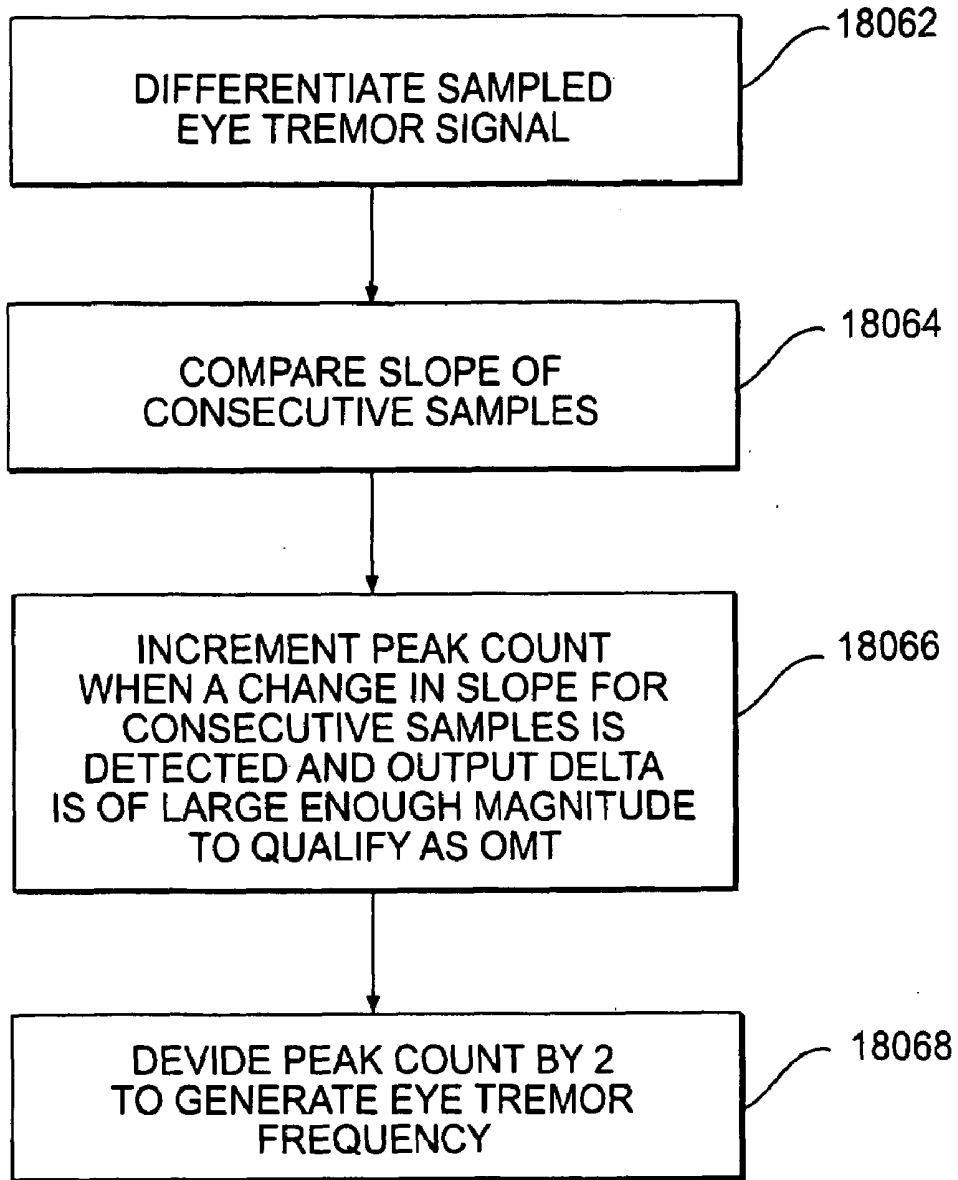 18062
DIFFERENTIATE SAMPLED
EYE TREMOR SIGNAL
18064
COMPARE SLOPE OF
CONSECUTIVE SAMPLES
18066
INCREMENT PEAK COUNT
WHEN A CHANGE IN SLOPE FOR
CONSECUTIVE SAMPLES IS
DETECTED AND OUTPUT DELTA
IS OF LARGE ENOUGH MAGNITUDE
TO QUALIFY AS OMT
18068
DEVIDE PEAK COUNT BY 2
TO GENERATE EYE TREMOR
FREQUENCY